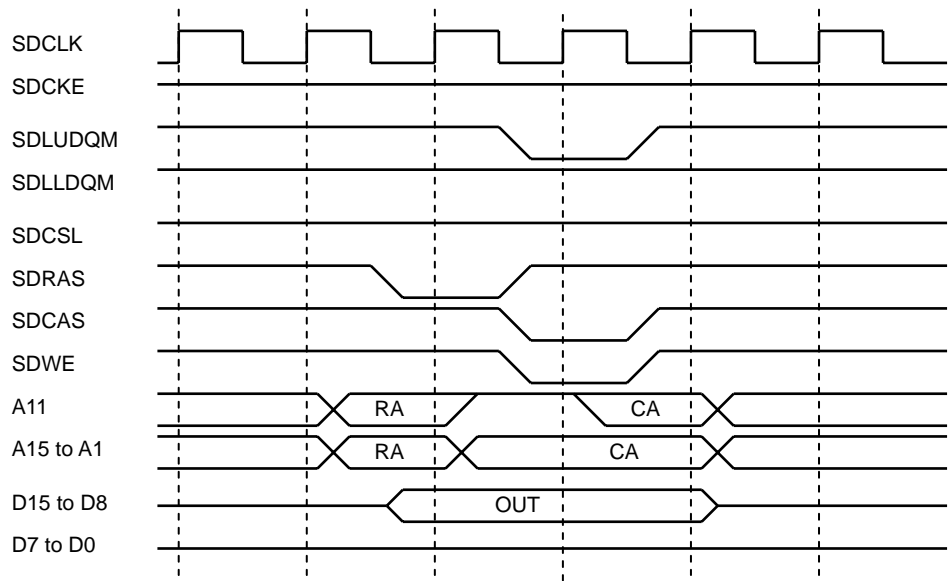 SDCLK
SDCKE
SDLUDQM
SDLLDQM
SDCSL
SDRAS
SDCAS
SDWE
A11 RA CA
A15 to A1 RA CA
D15 to D8 OUT
D7 to D0